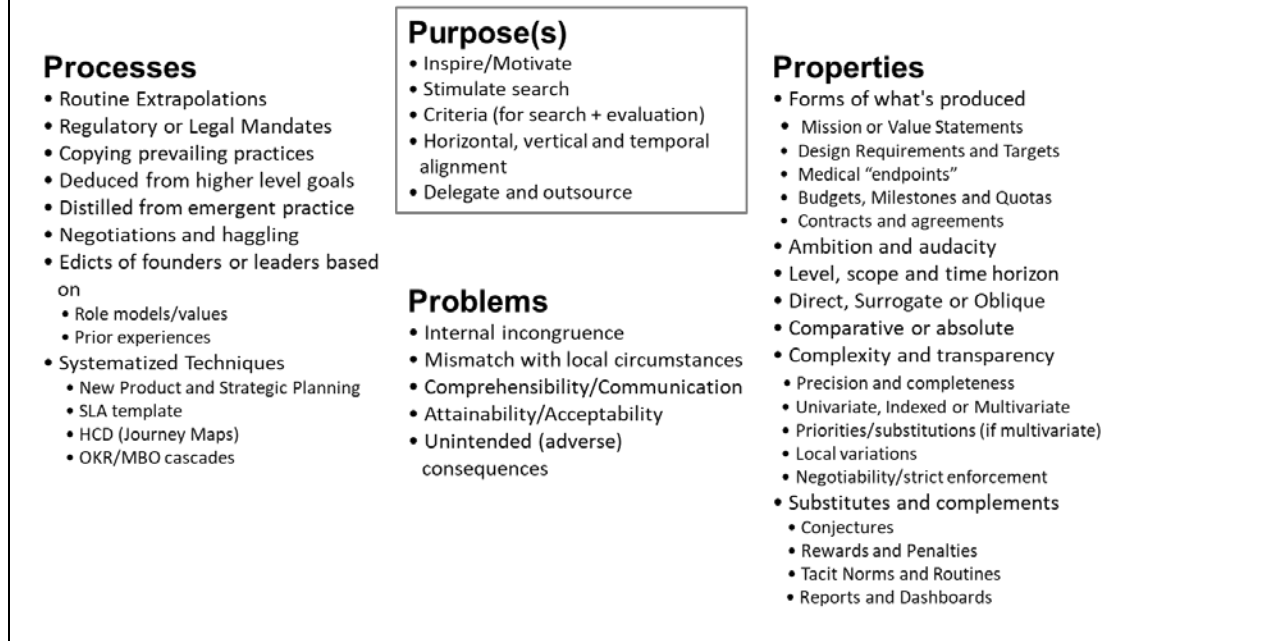 Processes
• Routine Extrapolations
• Regulatory or Legal Mandates
• Copying prevailing practices
• Deduced from higher level goals
• Distilled from emergent practice
• Negotiations and haggling
• Edicts of founders or leaders based
on
• Role models/values
• Prior experiences
• Systematized Techniques
• New Product and Strategic Planning
• SLA template
• HCD (Journey Maps)
• OKR/MBO cascades
Purpose(s)
• Inspire/Motivate
• Stimulate search
• Criteria (for search + evaluation)
• Horizontal, vertical and temporal
alignment
• Delegate and outsource
Problems
• Internal incongruence
• Mismatch with local circumstances
• Comprehensibility/Communication
• Attainability/Acceptability
• Unintended (adverse)
consequences
Properties
• Forms of what's produced
• Mission or Value Statements
• Design Requirements and Targets
• Medical “endpoints”
• Budgets, Milestones and Quotas
• Contracts and agreements
• Ambition and audacity
• Level, scope and time horizon
• Direct, Surrogate or Oblique
• Comparative or absolute
• Complexity and transparency
• Precision and completeness
• Univariate, Indexed or Multivariate
• Priorities/substitutions (if multivariate)
• Local variations
• Negotiability/strict enforcement
• Substitutes and complements
• Conjectures
• Rewards and Penalties
• Tacit Norms and Routines
• Reports and Dashboards